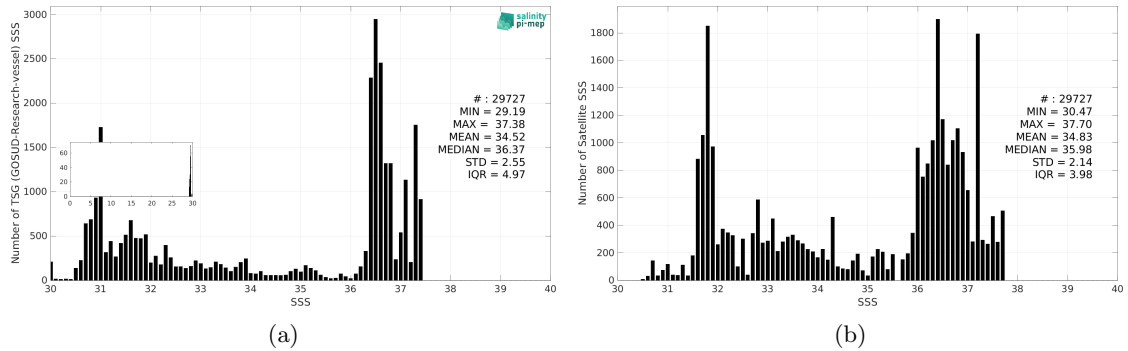 3000
2500
2000
1500
1000
500
0
Number of TSG (GOSUD-Research-vessel) SSS
salinity
pi-mep
# : 29727
MIN = 29.19
MAX = 37.38
MEAN = 34.52
MEDIAN = 36.37
STD = 2.55
IQR = 4.97
60
40
20
0
0 5 10 15 20 25 30
30 31 32 33 34 35 36 37 38 39 40
SSS
(a)
1800
1600
1400
1200
1000
800
600
400
200
0
Number of Satellite SSS
# : 29727
MIN = 30.47
MAX = 37.70
MEAN = 34.83
MEDIAN = 35.98
STD = 2.14
IQR = 3.98
30 31 32 33 34 35 36 37 38 39 40
SSS
(b)